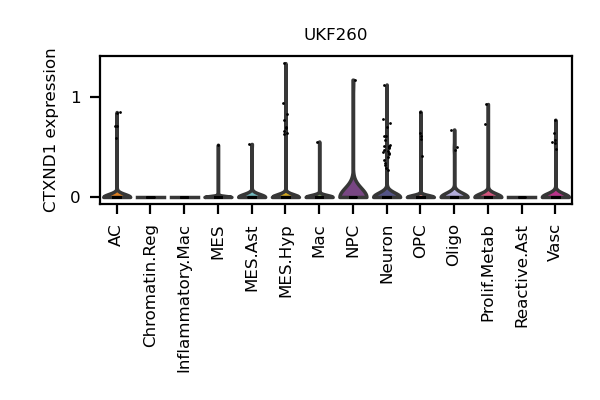 UKF260
CTXND1 expression
1
0
AC
Chromatin.Reg
Inflammatory.Mac
MES
MES.Ast
MES.Hyp
Mac
NPC
Neuron
OPC
Oligo
Prolif.Metab
Reactive.Ast
Vasc